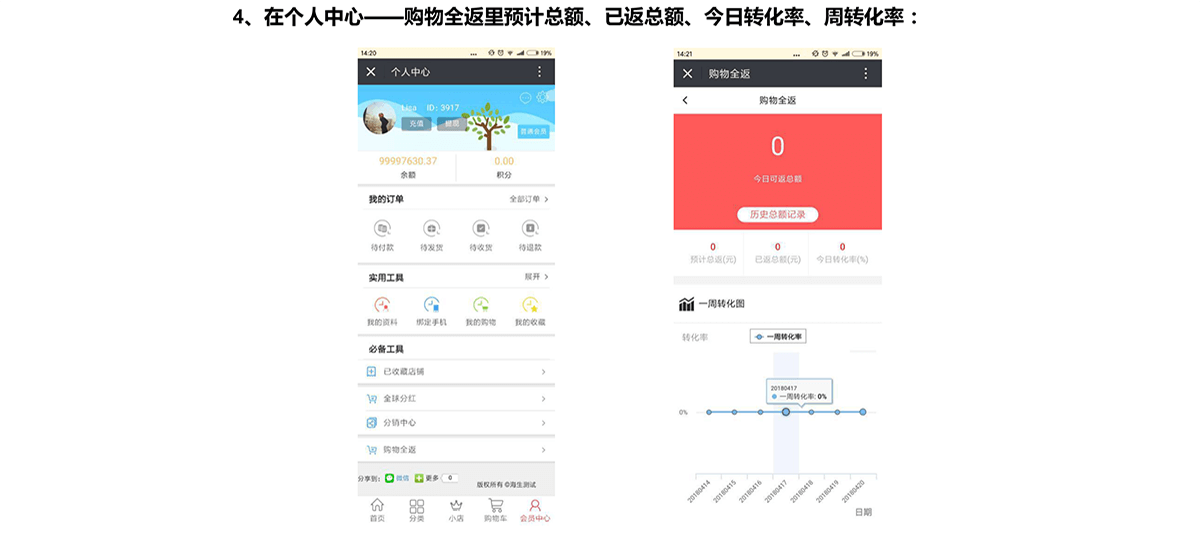 4、在个人中心——购物全返里预计总额、已返总额、今日转化率、周转化率：
14:20 ... 19%
个人中心
Lisa ID: 3917
充值 提现
普通会员
99997630.37 0.00
余额 积分
我的订单 全部订单
待付款 待发货 待收货 待退款
实用工具 展开
我的资料 绑定手机 我的购物 我的收藏
必备工具
已收藏店铺
全球分红
分销中心
购物全返
分享到： 微信 更多 0
版权所有 ©海生测试
首页 分类 小店 购物车 会员中心
14:21 ... 19%
购物全返
购物全返
0
今日可返总额
历史总额记录
0 0 0
预计总返(元) 已返总额(元) 今日转化率(%)
一周转化图
转化率 一周转化率
20180417
一周转化率: 0%
0%
20180414 20180415 20180416 20180417 20180418 20180419 20180420
日期